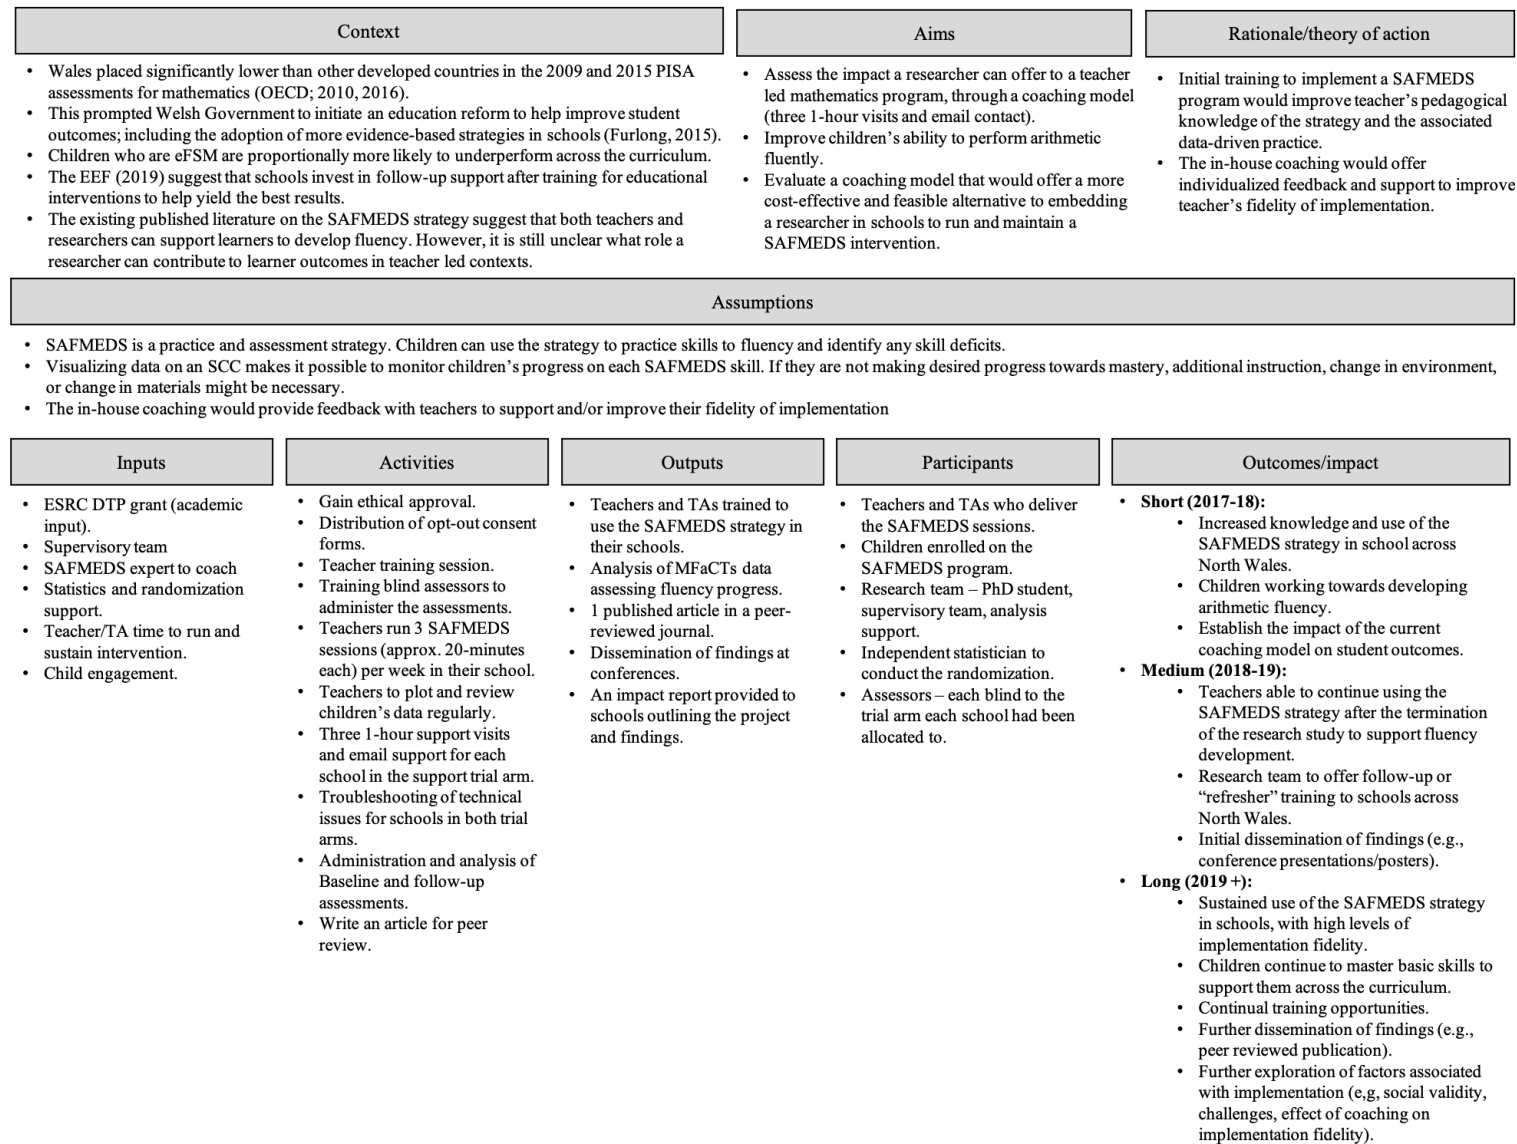 Context
• Wales placed significantly lower than other developed countries in the 2009 and 2015 PISA
assessments for mathematics (OECD; 2010, 2016).
• This prompted Welsh Government to initiate an education reform to help improve student
outcomes; including the adoption of more evidence-based strategies in schools (Furlong, 2015).
• Children who are eFSM are proportionally more likely to underperform across the curriculum.
• The EEF (2019) suggest that schools invest in follow-up support after training for educational
interventions to help yield the best results.
• The existing published literature on the SAFMEDS strategy suggest that both teachers and
researchers can support learners to develop fluency. However, it is still unclear what role a
researcher can contribute to learner outcomes in teacher led contexts.
Aims
• Assess the impact a researcher can offer to a teacher
led mathematics program, through a coaching model
(three 1-hour visits and email contact).
• Improve children's ability to perform arithmetic
fluently.
• Evaluate a coaching model that would offer a more
cost-effective and feasible alternative to embedding
a researcher in schools to run and maintain a
SAFMEDS intervention.
Rationale/theory of action
• Initial training to implement a SAFMEDS
program would improve teacher's pedagogical
knowledge of the strategy and the associated
data-driven practice.
• The in-house coaching would offer
individualized feedback and support to improve
teacher's fidelity of implementation.
Assumptions
• SAFMEDS is a practice and assessment strategy. Children can use the strategy to practice skills to fluency and identify any skill deficits.
• Visualizing data on an SCC makes it possible to monitor children's progress on each SAFMEDS skill. If they are not making desired progress towards mastery, additional instruction, change in environment,
or change in materials might be necessary.
• The in-house coaching would provide feedback with teachers to support and/or improve their fidelity of implementation
Inputs
• ESRC DTP grant (academic
input).
• Supervisory team
• SAFMEDS expert to coach
• Statistics and randomization
support.
• Teacher/TA time to run and
sustain intervention.
• Child engagement.
Activities
• Gain ethical approval.
• Distribution of opt-out consent
forms.
• Teacher training session.
• Training blind assessors to
administer the assessments.
• Teachers run 3 SAFMEDS
sessions (approx. 20-minutes
each) per week in their school.
• Teachers to plot and review
children's data regularly.
• Three 1-hour support visits
and email support for each
school in the support trial arm.
• Troubleshooting of technical
issues for schools in both trial
arms.
• Administration and analysis of
Baseline and follow-up
assessments.
• Write an article for peer
review.
Outputs
• Teachers and TAs trained to
use the SAFMEDS strategy in
their schools.
• Analysis of MFaCTs data
assessing fluency progress.
• 1 published article in a peer-
reviewed journal.
• Dissemination of findings at
conferences.
• An impact report provided to
schools outlining the project
and findings.
Participants
• Teachers and TAs who deliver
the SAFMEDS sessions.
• Children enrolled on the
SAFMEDS program.
• Research team – PhD student,
supervisory team, analysis
support.
• Independent statistician to
conduct the randomization.
• Assessors – each blind to the
trial arm each school had been
allocated to.
Outcomes/impact
• Short (2017-18):
• Increased knowledge and use of the
SAFMEDS strategy in school across
North Wales.
• Children working towards developing
arithmetic fluency.
• Establish the impact of the current
coaching model on student outcomes.
• Medium (2018-19):
• Teachers able to continue using the
SAFMEDS strategy after the termination
of the research study to support fluency
development.
• Research team to offer follow-up or
“refresher” training to schools across
North Wales.
• Initial dissemination of findings (e.g.,
conference presentations/posters).
• Long (2019 +):
• Sustained use of the SAFMEDS strategy
in schools, with high levels of
implementation fidelity.
• Children continue to master basic skills to
support them across the curriculum.
• Continual training opportunities.
• Further dissemination of findings (e.g.,
peer reviewed publication).
• Further exploration of factors associated
with implementation (e,g, social validity,
challenges, effect of coaching on
implementation fidelity).